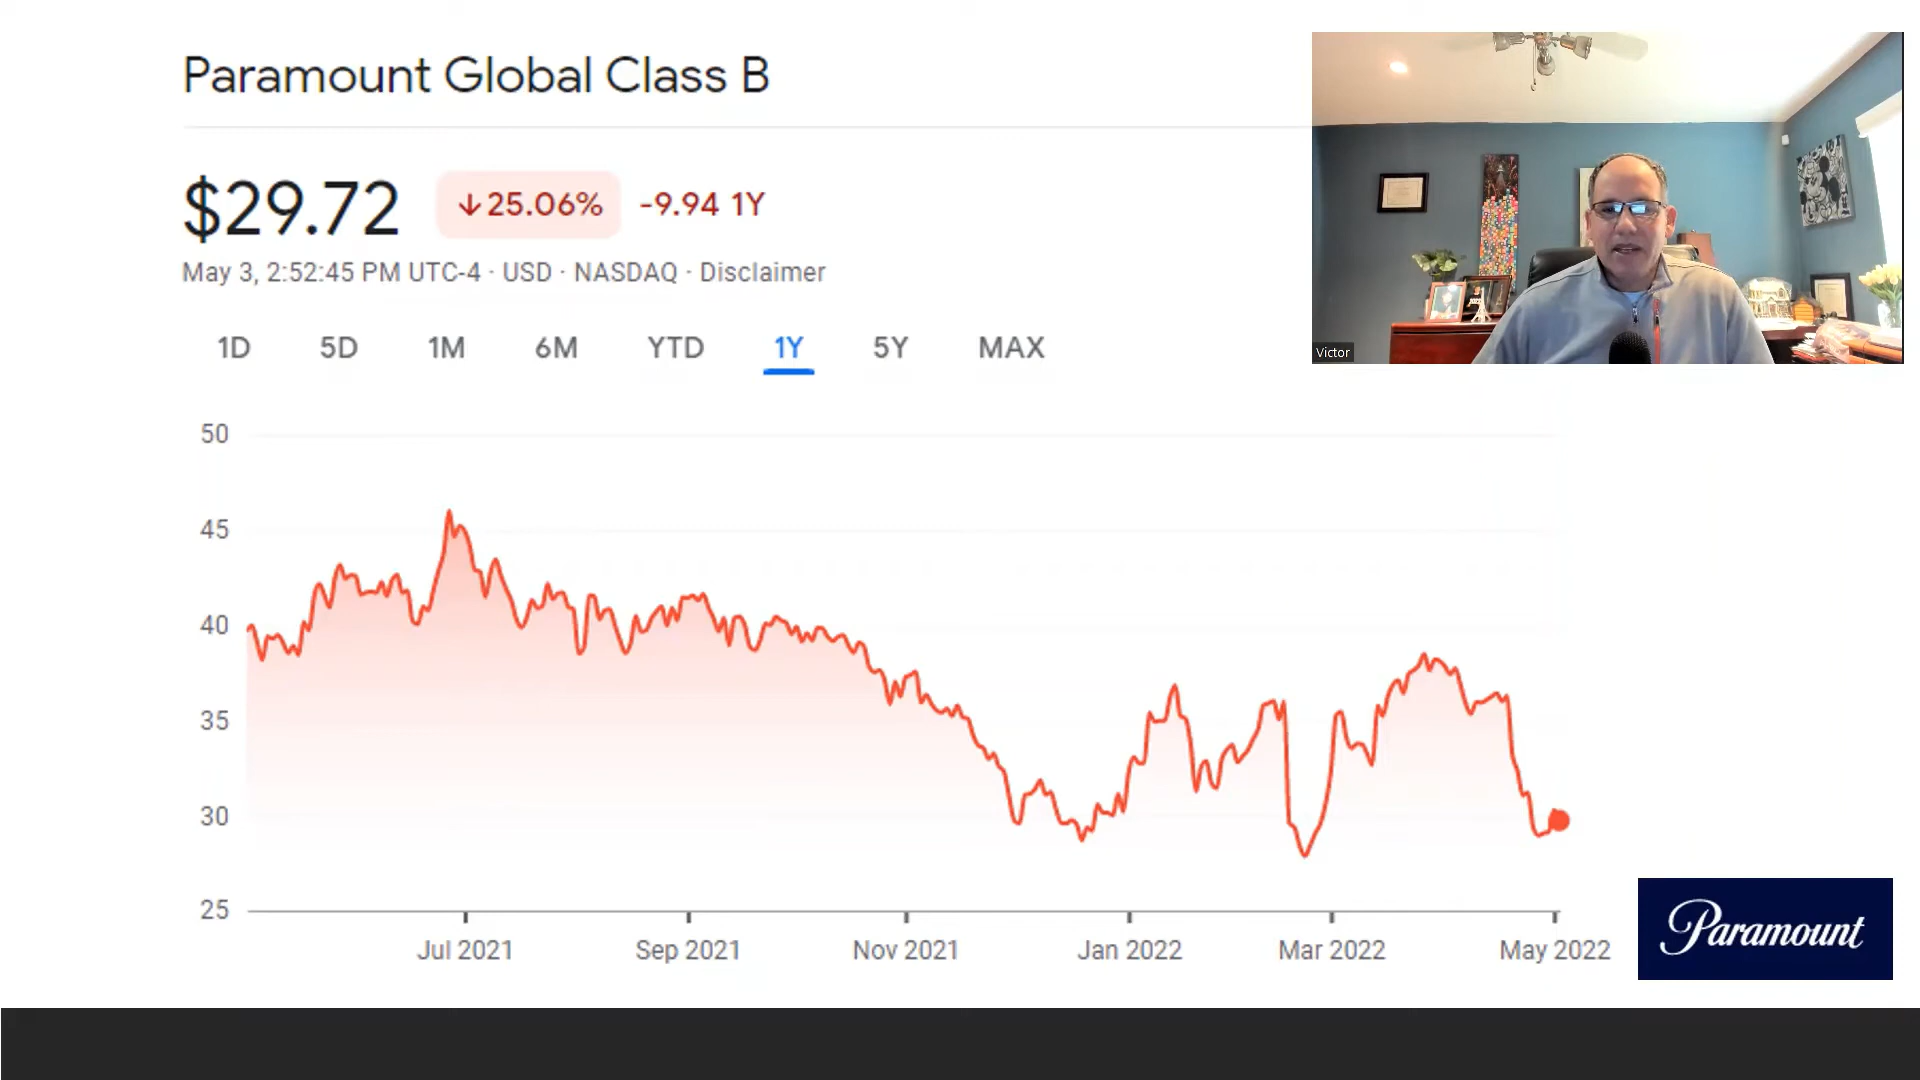 Paramount Global Class B
$29.72 ↓25.06% -9.94 1Y
May 3, 2:52:45 PM UTC-4 · USD · NASDAQ · Disclaimer
1D 5D 1M 6M YTD 1Y 5Y MAX
50
45
40
35
30
25
Jul 2021 Sep 2021 Nov 2021 Jan 2022 Mar 2022 May 2022
Victor
Paramount